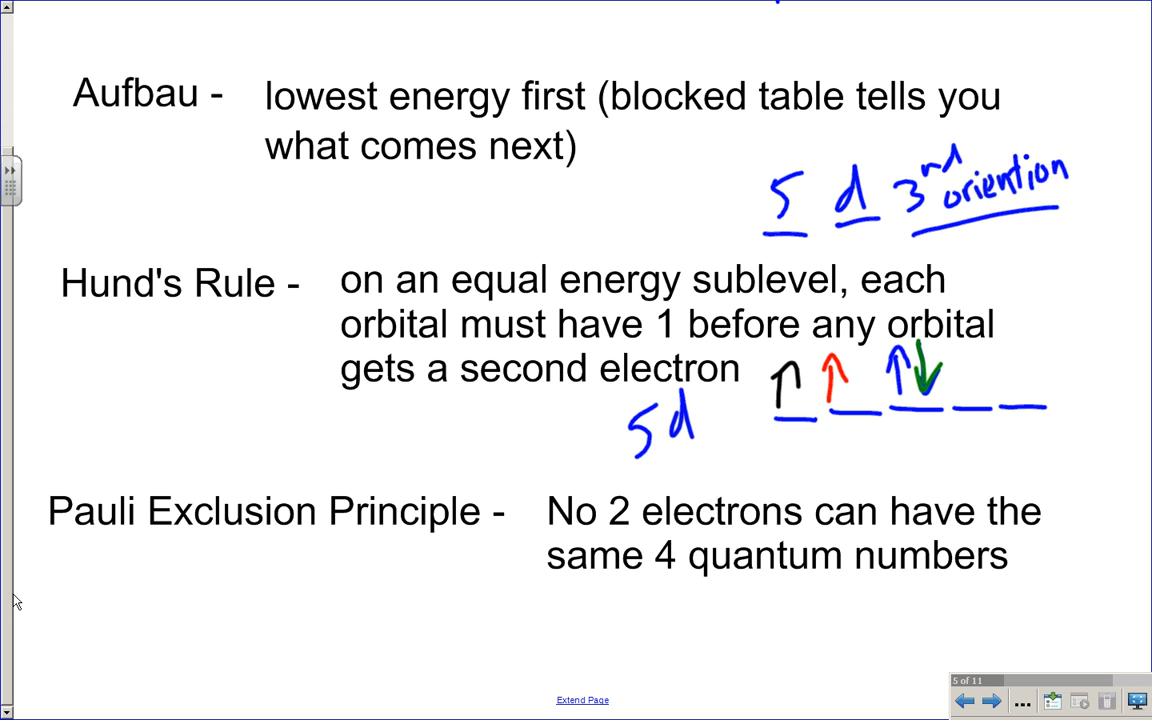 Aufbau - lowest energy first (blocked table tells you
what comes next)
5 d 3rd oriention
Hund's Rule - on an equal energy sublevel, each
orbital must have 1 before any orbital
gets a second electron
5d
Pauli Exclusion Principle - No 2 electrons can have the
same 4 quantum numbers
Extend Page
5 of 11